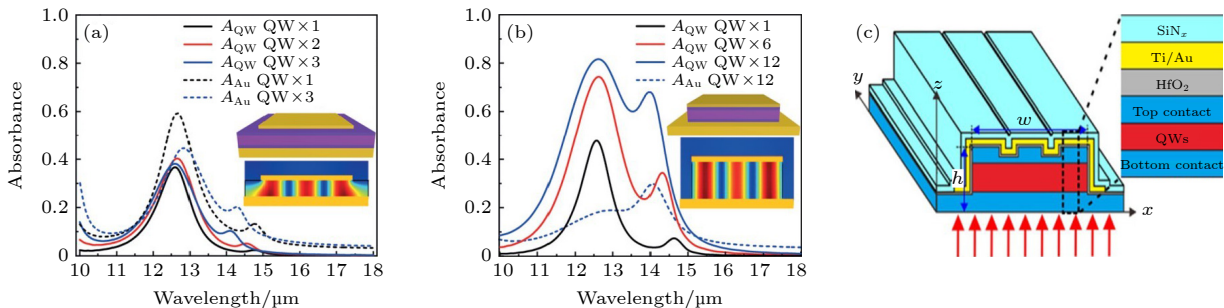 (a)
A_QW QW×1
A_QW QW×2
A_QW QW×3
A_Au QW×1
A_Au QW×3
Absorbance
1.0
0.8
0.6
0.4
0.2
0
10 11 12 13 14 15 16 17 18
Wavelength/µm
(b)
A_QW QW×1
A_QW QW×6
A_QW QW×12
A_Au QW×12
Absorbance
1.0
0.8
0.6
0.4
0.2
0
10 11 12 13 14 15 16 17 18
Wavelength/µm
(c)
y
z
w
h
x
SiNₓ
Ti/Au
HfO₂
Top contact
QWs
Bottom contact